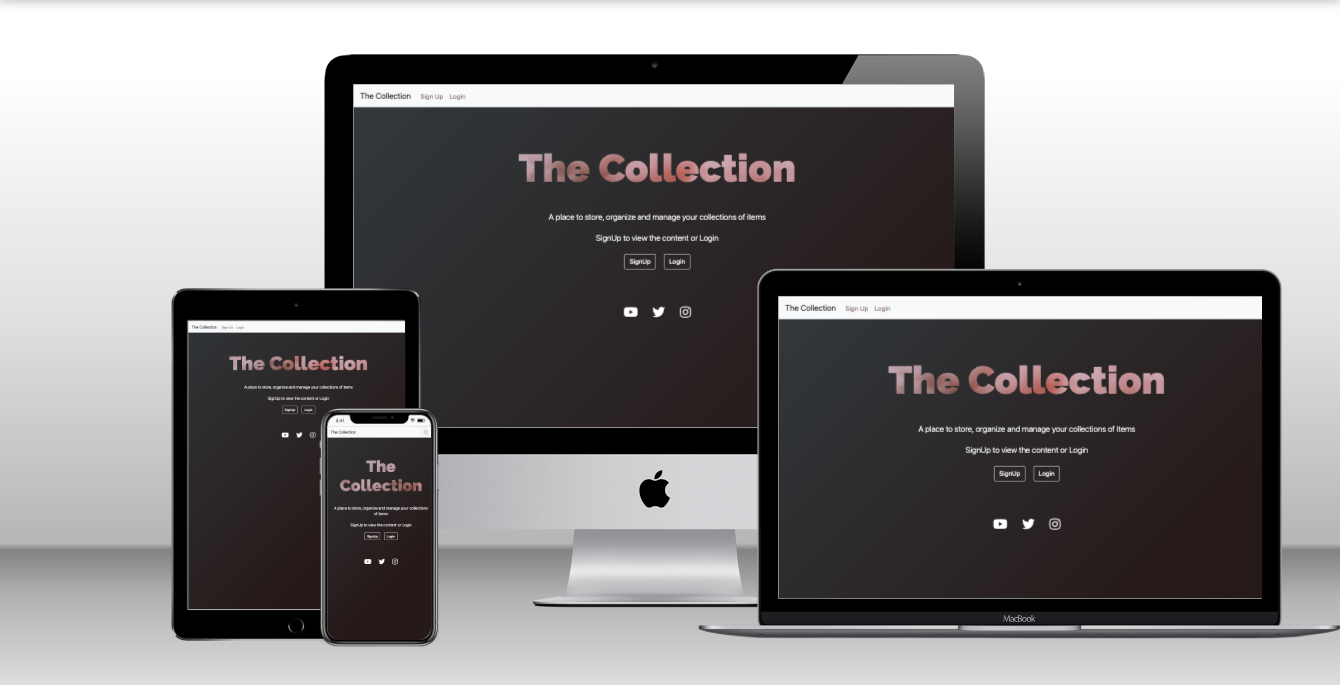 The Collection Sign Up Login
The Collection
A place to store, organize and manage your collections of items
SignUp to view the content or Login
SignUp Login
The Collection Sign Up Login
The Collection
A place to store, organize and manage your collections of items
SignUp to view the content or Login
SignUp Login
9:41
The Collection
The
Collection
A place to store, organize and manage your collections
of items
SignUp to view the content or Login
SignUp Login
The Collection Sign Up Login
The Collection
A place to store, organize and manage your collections of items
SignUp to view the content or Login
SignUp Login
MacBook